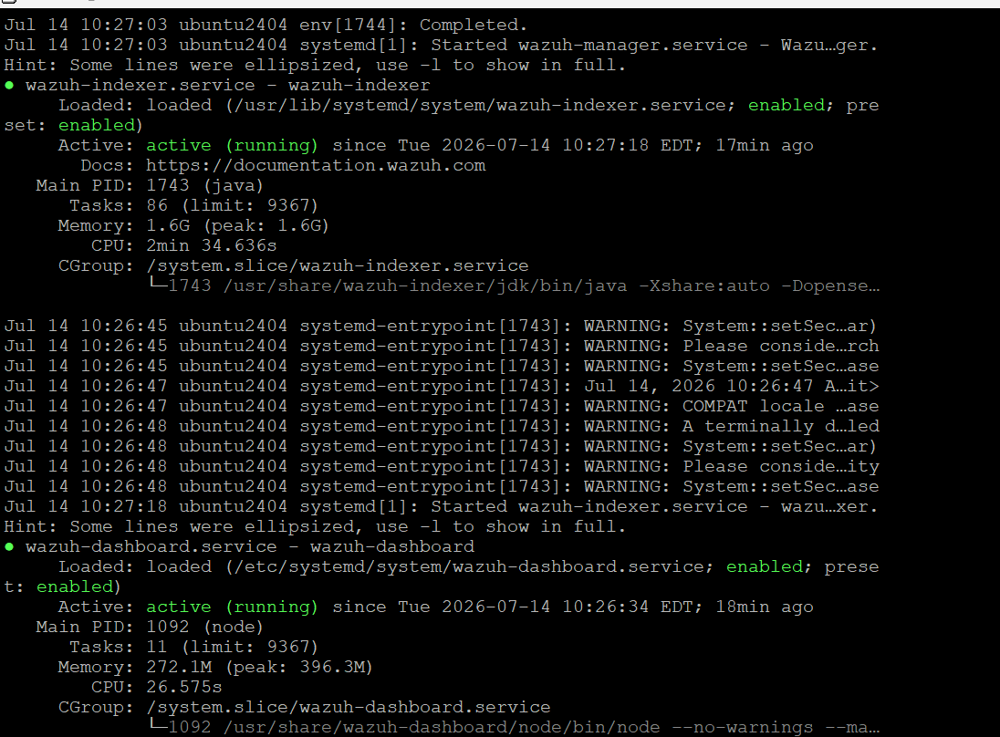 Jul 14 10:27:03 ubuntu2404 env[1744]: Completed.
Jul 14 10:27:03 ubuntu2404 systemd[1]: Started wazuh-manager.service - Wazu…ger.
Hint: Some lines were ellipsized, use -l to show in full.
● wazuh-indexer.service - wazuh-indexer
     Loaded: loaded (/usr/lib/systemd/system/wazuh-indexer.service; enabled; pre
set: enabled)
     Active: active (running) since Tue 2026-07-14 10:27:18 EDT; 17min ago
       Docs: https://documentation.wazuh.com
   Main PID: 1743 (java)
      Tasks: 86 (limit: 9367)
     Memory: 1.6G (peak: 1.6G)
        CPU: 2min 34.636s
     CGroup: /system.slice/wazuh-indexer.service
             └─1743 /usr/share/wazuh-indexer/jdk/bin/java -Xshare:auto -Dopense…

Jul 14 10:26:45 ubuntu2404 systemd-entrypoint[1743]: WARNING: System::setSec…ar)
Jul 14 10:26:45 ubuntu2404 systemd-entrypoint[1743]: WARNING: Please conside…rch
Jul 14 10:26:45 ubuntu2404 systemd-entrypoint[1743]: WARNING: System::setSec…ase
Jul 14 10:26:47 ubuntu2404 systemd-entrypoint[1743]: Jul 14, 2026 10:26:47 A…it>
Jul 14 10:26:47 ubuntu2404 systemd-entrypoint[1743]: WARNING: COMPAT locale …ase
Jul 14 10:26:48 ubuntu2404 systemd-entrypoint[1743]: WARNING: A terminally d…led
Jul 14 10:26:48 ubuntu2404 systemd-entrypoint[1743]: WARNING: System::setSec…ar)
Jul 14 10:26:48 ubuntu2404 systemd-entrypoint[1743]: WARNING: Please conside…ity
Jul 14 10:26:48 ubuntu2404 systemd-entrypoint[1743]: WARNING: System::setSec…ase
Jul 14 10:27:18 ubuntu2404 systemd[1]: Started wazuh-indexer.service - wazu…xer.
Hint: Some lines were ellipsized, use -l to show in full.
● wazuh-dashboard.service - wazuh-dashboard
     Loaded: loaded (/etc/systemd/system/wazuh-dashboard.service; enabled; prese
t: enabled)
     Active: active (running) since Tue 2026-07-14 10:26:34 EDT; 18min ago
   Main PID: 1092 (node)
      Tasks: 11 (limit: 9367)
     Memory: 272.1M (peak: 396.3M)
        CPU: 26.575s
     CGroup: /system.slice/wazuh-dashboard.service
             └─1092 /usr/share/wazuh-dashboard/node/bin/node --no-warnings --ma…